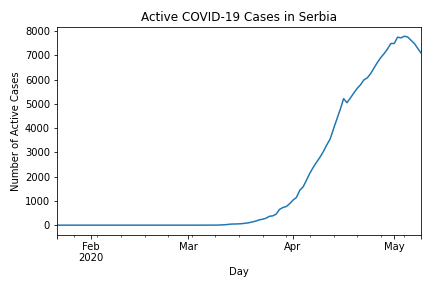 Active COVID-19 Cases in Serbia
Number of Active Cases
8000
7000
6000
5000
4000
3000
2000
1000
0
Feb Mar Apr May
2020
Day